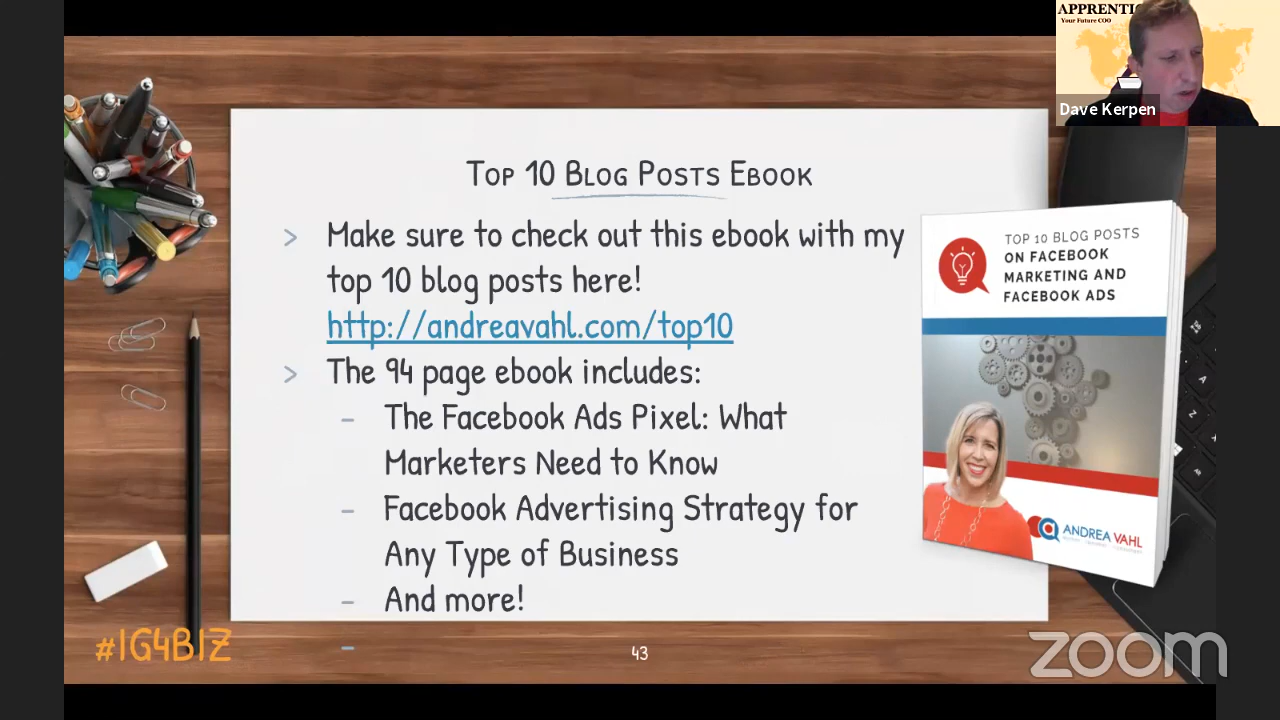 APPRENTIC
Your Future COO
Dave Kerpen
Top 10 Blog Posts Ebook
> Make sure to check out this ebook with my
top 10 blog posts here!
http://andreavahl.com/top10
> The 94 page ebook includes:
- The Facebook Ads Pixel: What
Marketers Need to Know
- Facebook Advertising Strategy for
Any Type of Business
- And more!
-
TOP 10 BLOG POSTS
ON FACEBOOK
MARKETING AND
FACEBOOK ADS
ANDREA VAHL
#IG4BIZ
43
zoom